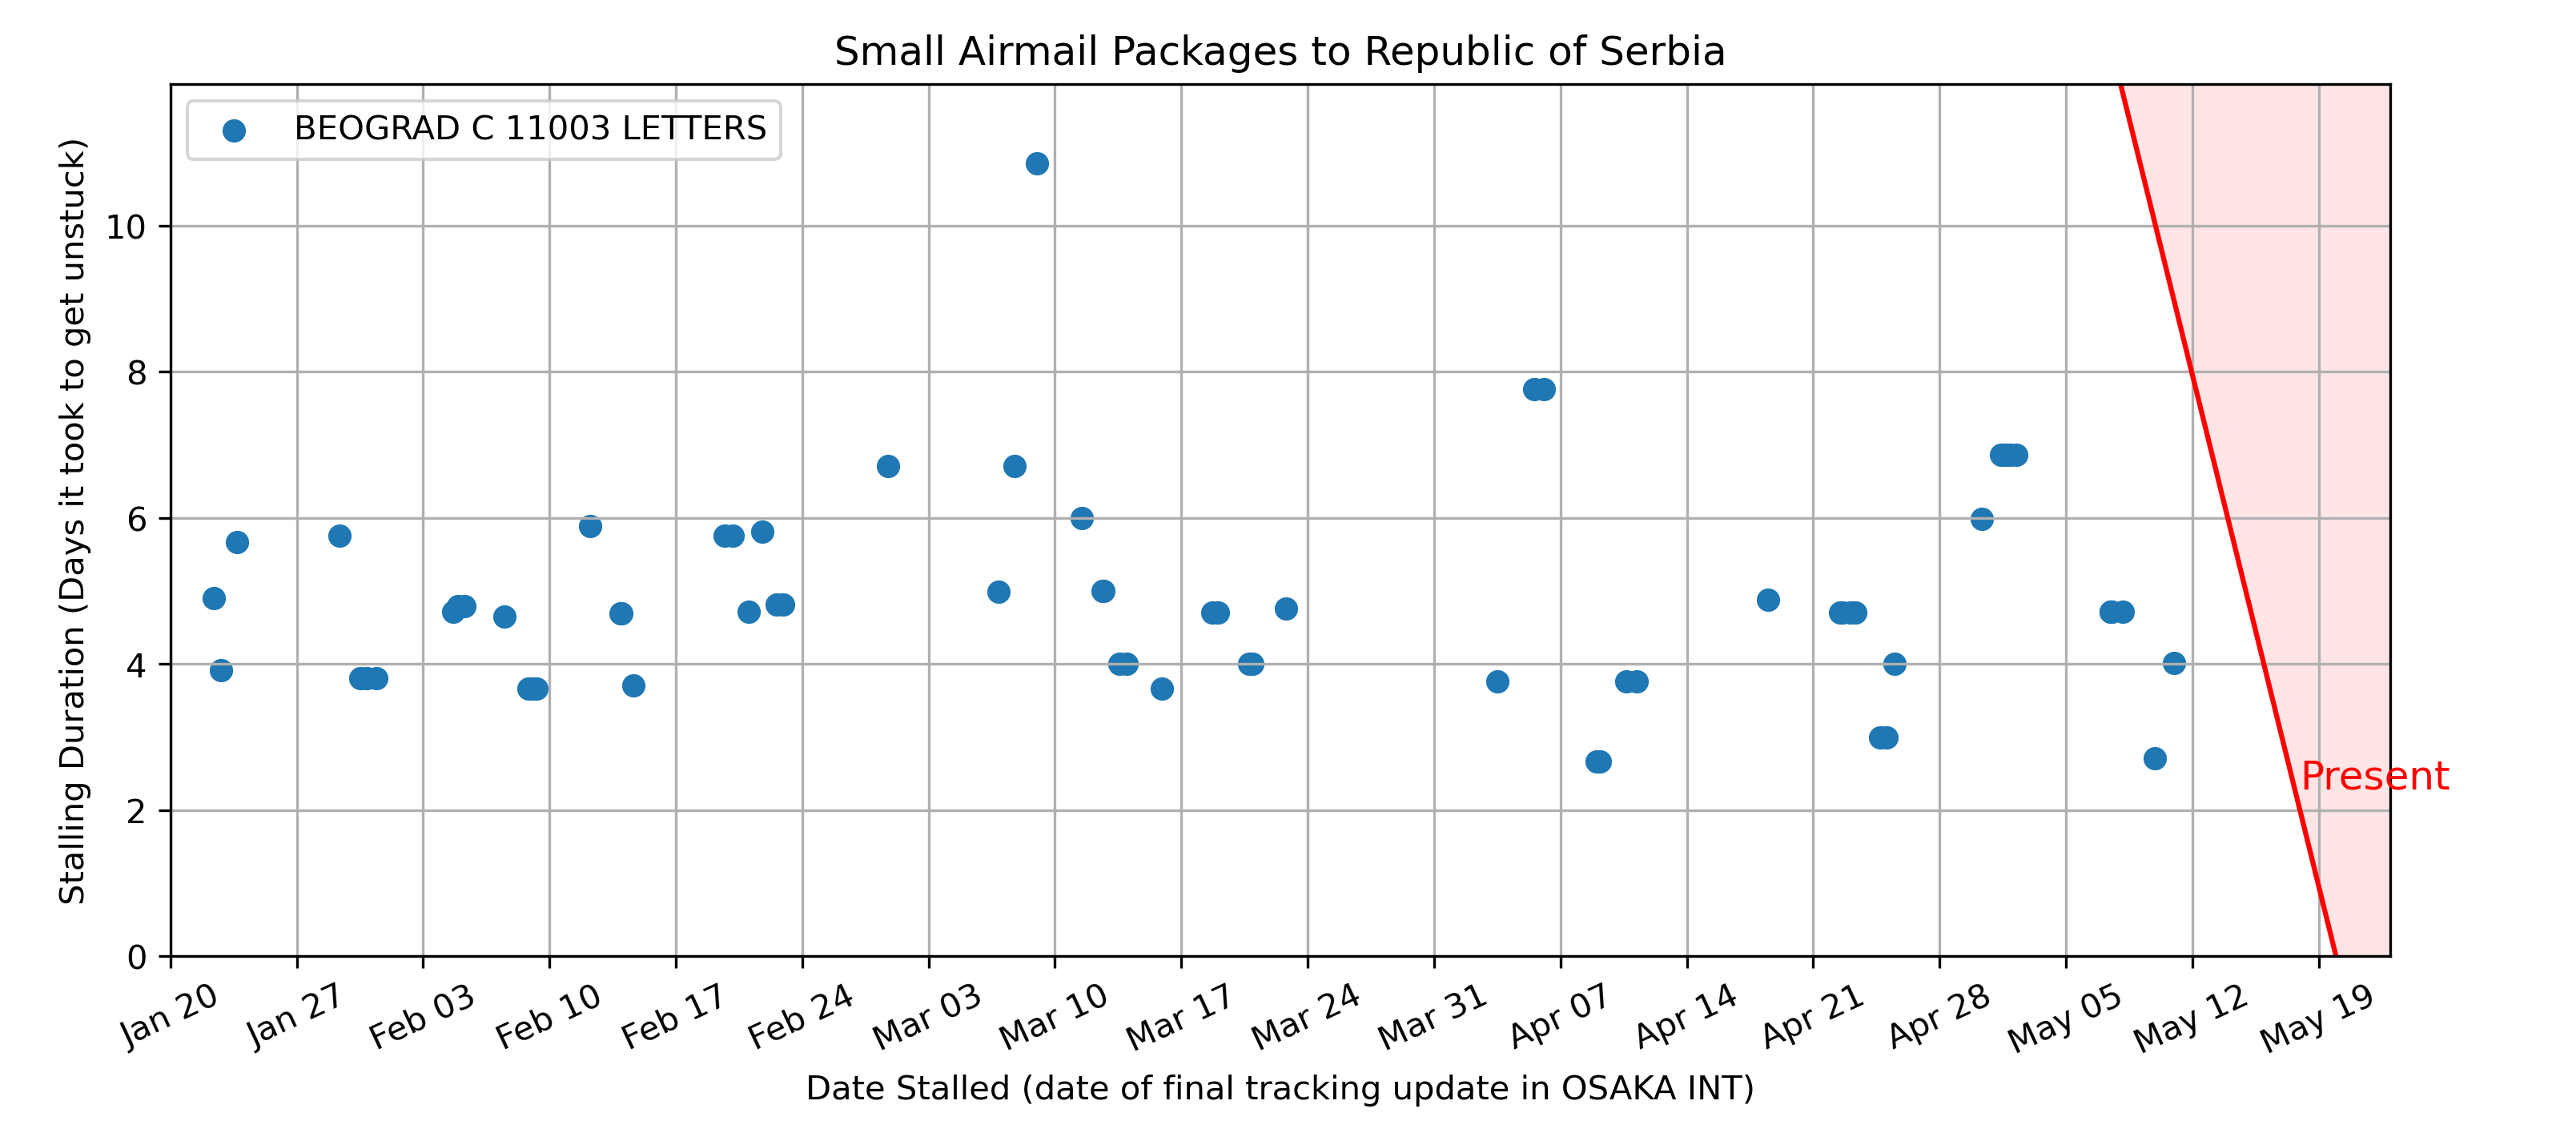 Small Airmail Packages to Republic of Serbia
BEOGRAD C 11003 LETTERS
Stalling Duration (Days it took to get unstuck)
10
8
6
4
2
0
Present
Jan 20
Jan 27
Feb 03
Feb 10
Feb 17
Feb 24
Mar 03
Mar 10
Mar 17
Mar 24
Mar 31
Apr 07
Apr 14
Apr 21
Apr 28
May 05
May 12
May 19
Date Stalled (date of final tracking update in OSAKA INT)